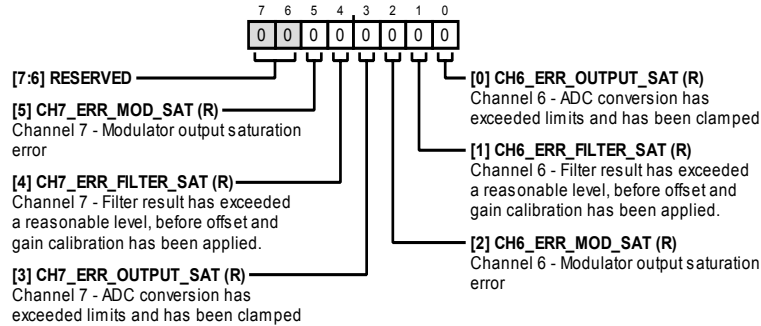 7 6 5 4 3 2 1 0
0 0 0 0 0 0 0 0
[7:6] RESERVED
[5] CH7_ERR_MOD_SAT (R)
Channel 7 - Modulator output saturation
error
[4] CH7_ERR_FILTER_SAT (R)
Channel 7 - Filter result has exceeded
a reasonable level, before offset and
gain calibration has been applied.
[3] CH7_ERR_OUTPUT_SAT (R)
Channel 7 - ADC conversion has
exceeded limits and has been clamped
[0] CH6_ERR_OUTPUT_SAT (R)
Channel 6 - ADC conversion has
exceeded limits and has been clamped
[1] CH6_ERR_FILTER_SAT (R)
Channel 6 - Filter result has exceeded
a reasonable level, before offset and
gain calibration has been applied.
[2] CH6_ERR_MOD_SAT (R)
Channel 6 - Modulator output saturation
error